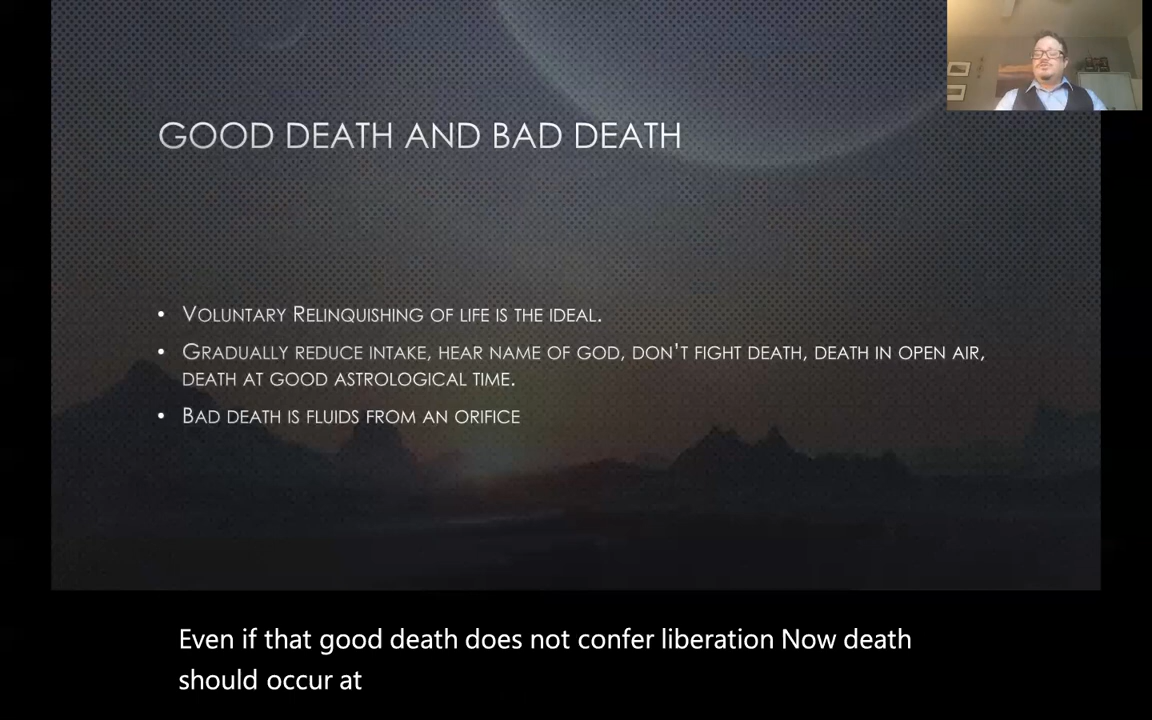 GOOD DEATH AND BAD DEATH
• VOLUNTARY RELINQUISHING OF LIFE IS THE IDEAL.
• GRADUALLY REDUCE INTAKE, HEAR NAME OF GOD, DON'T FIGHT DEATH, DEATH IN OPEN AIR,
DEATH AT GOOD ASTROLOGICAL TIME.
• BAD DEATH IS FLUIDS FROM AN ORIFICE
Even if that good death does not confer liberation Now death
should occur at